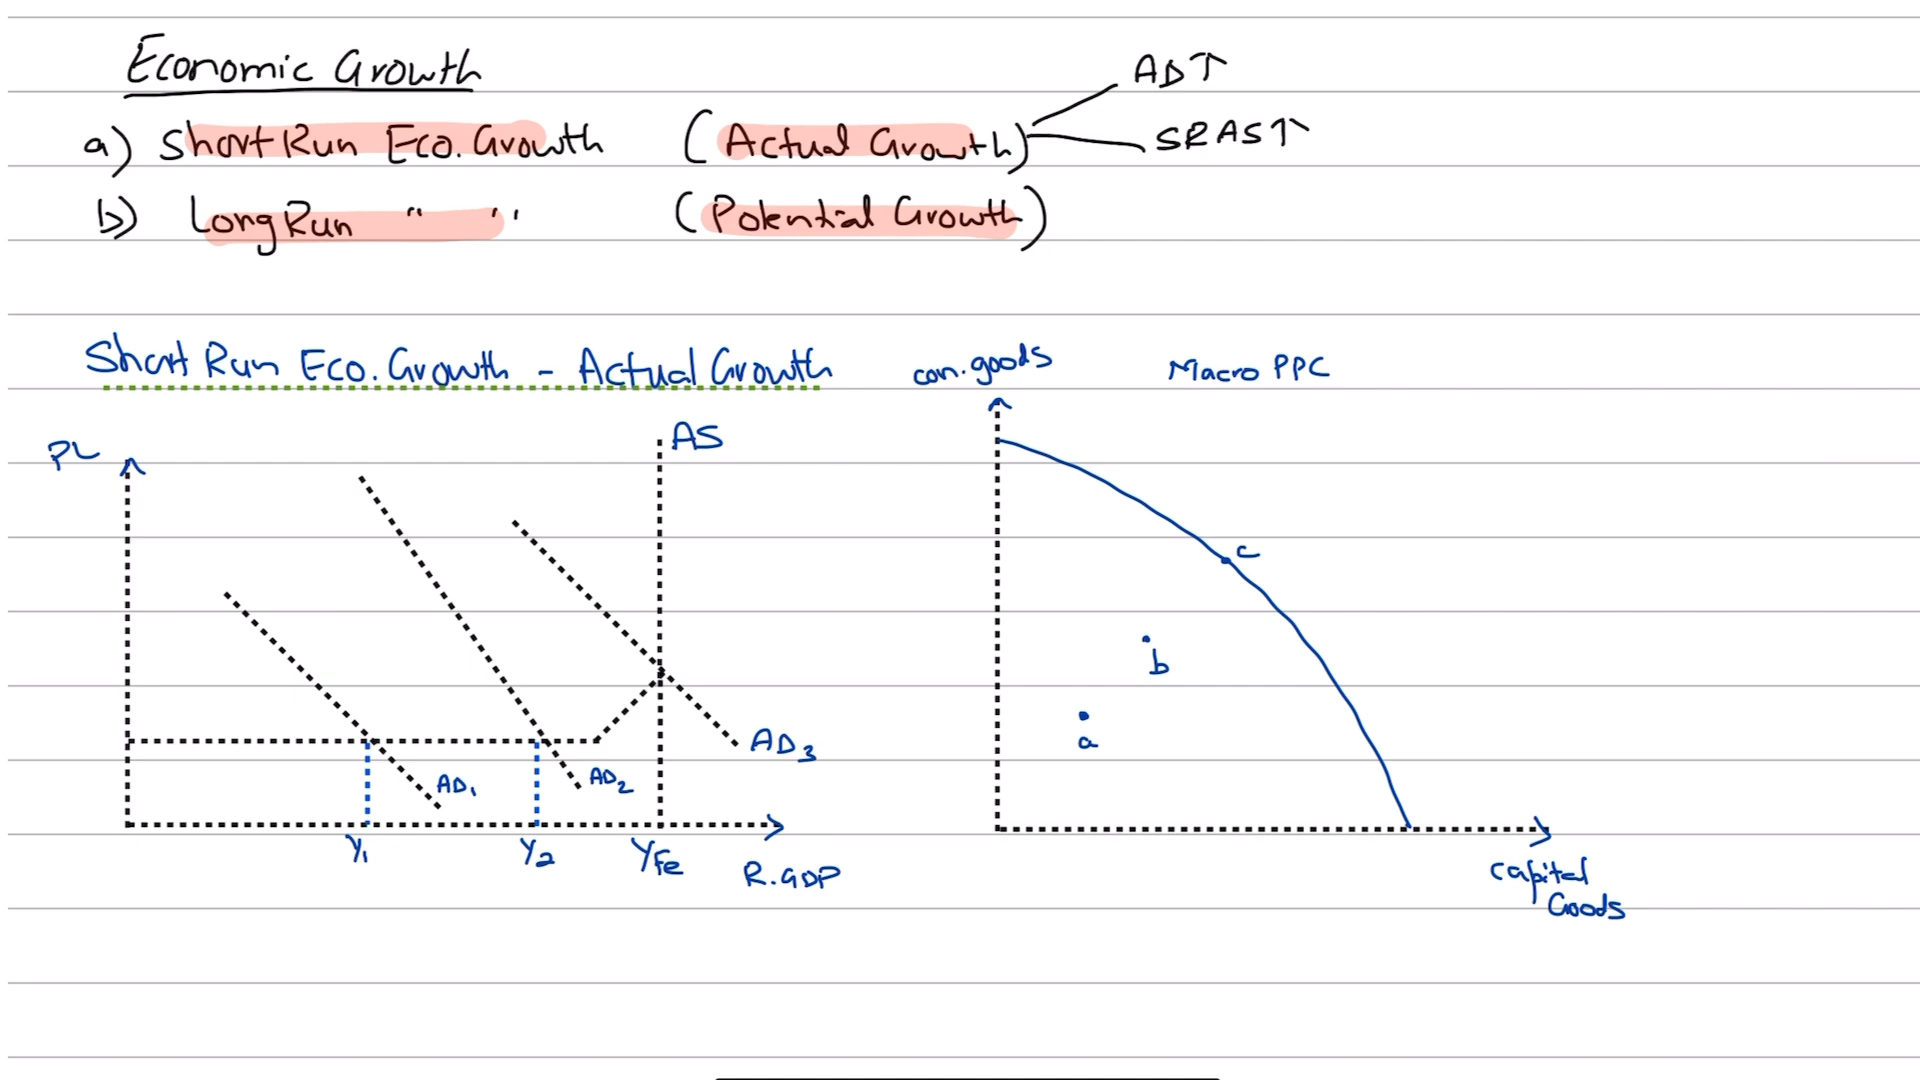 Economic Growth
AD↑
a) Short Run Eco. Growth (Actual Growth)
SRAS↑
b) Long Run " " (Potential Growth)
Short Run Eco. Growth - Actual Growth
con. goods
Macro PPC
PL
AS
c
b
a
AD3
AD1
AD2
Y1
Y2
YFe
R.GDP
Capital
Goods